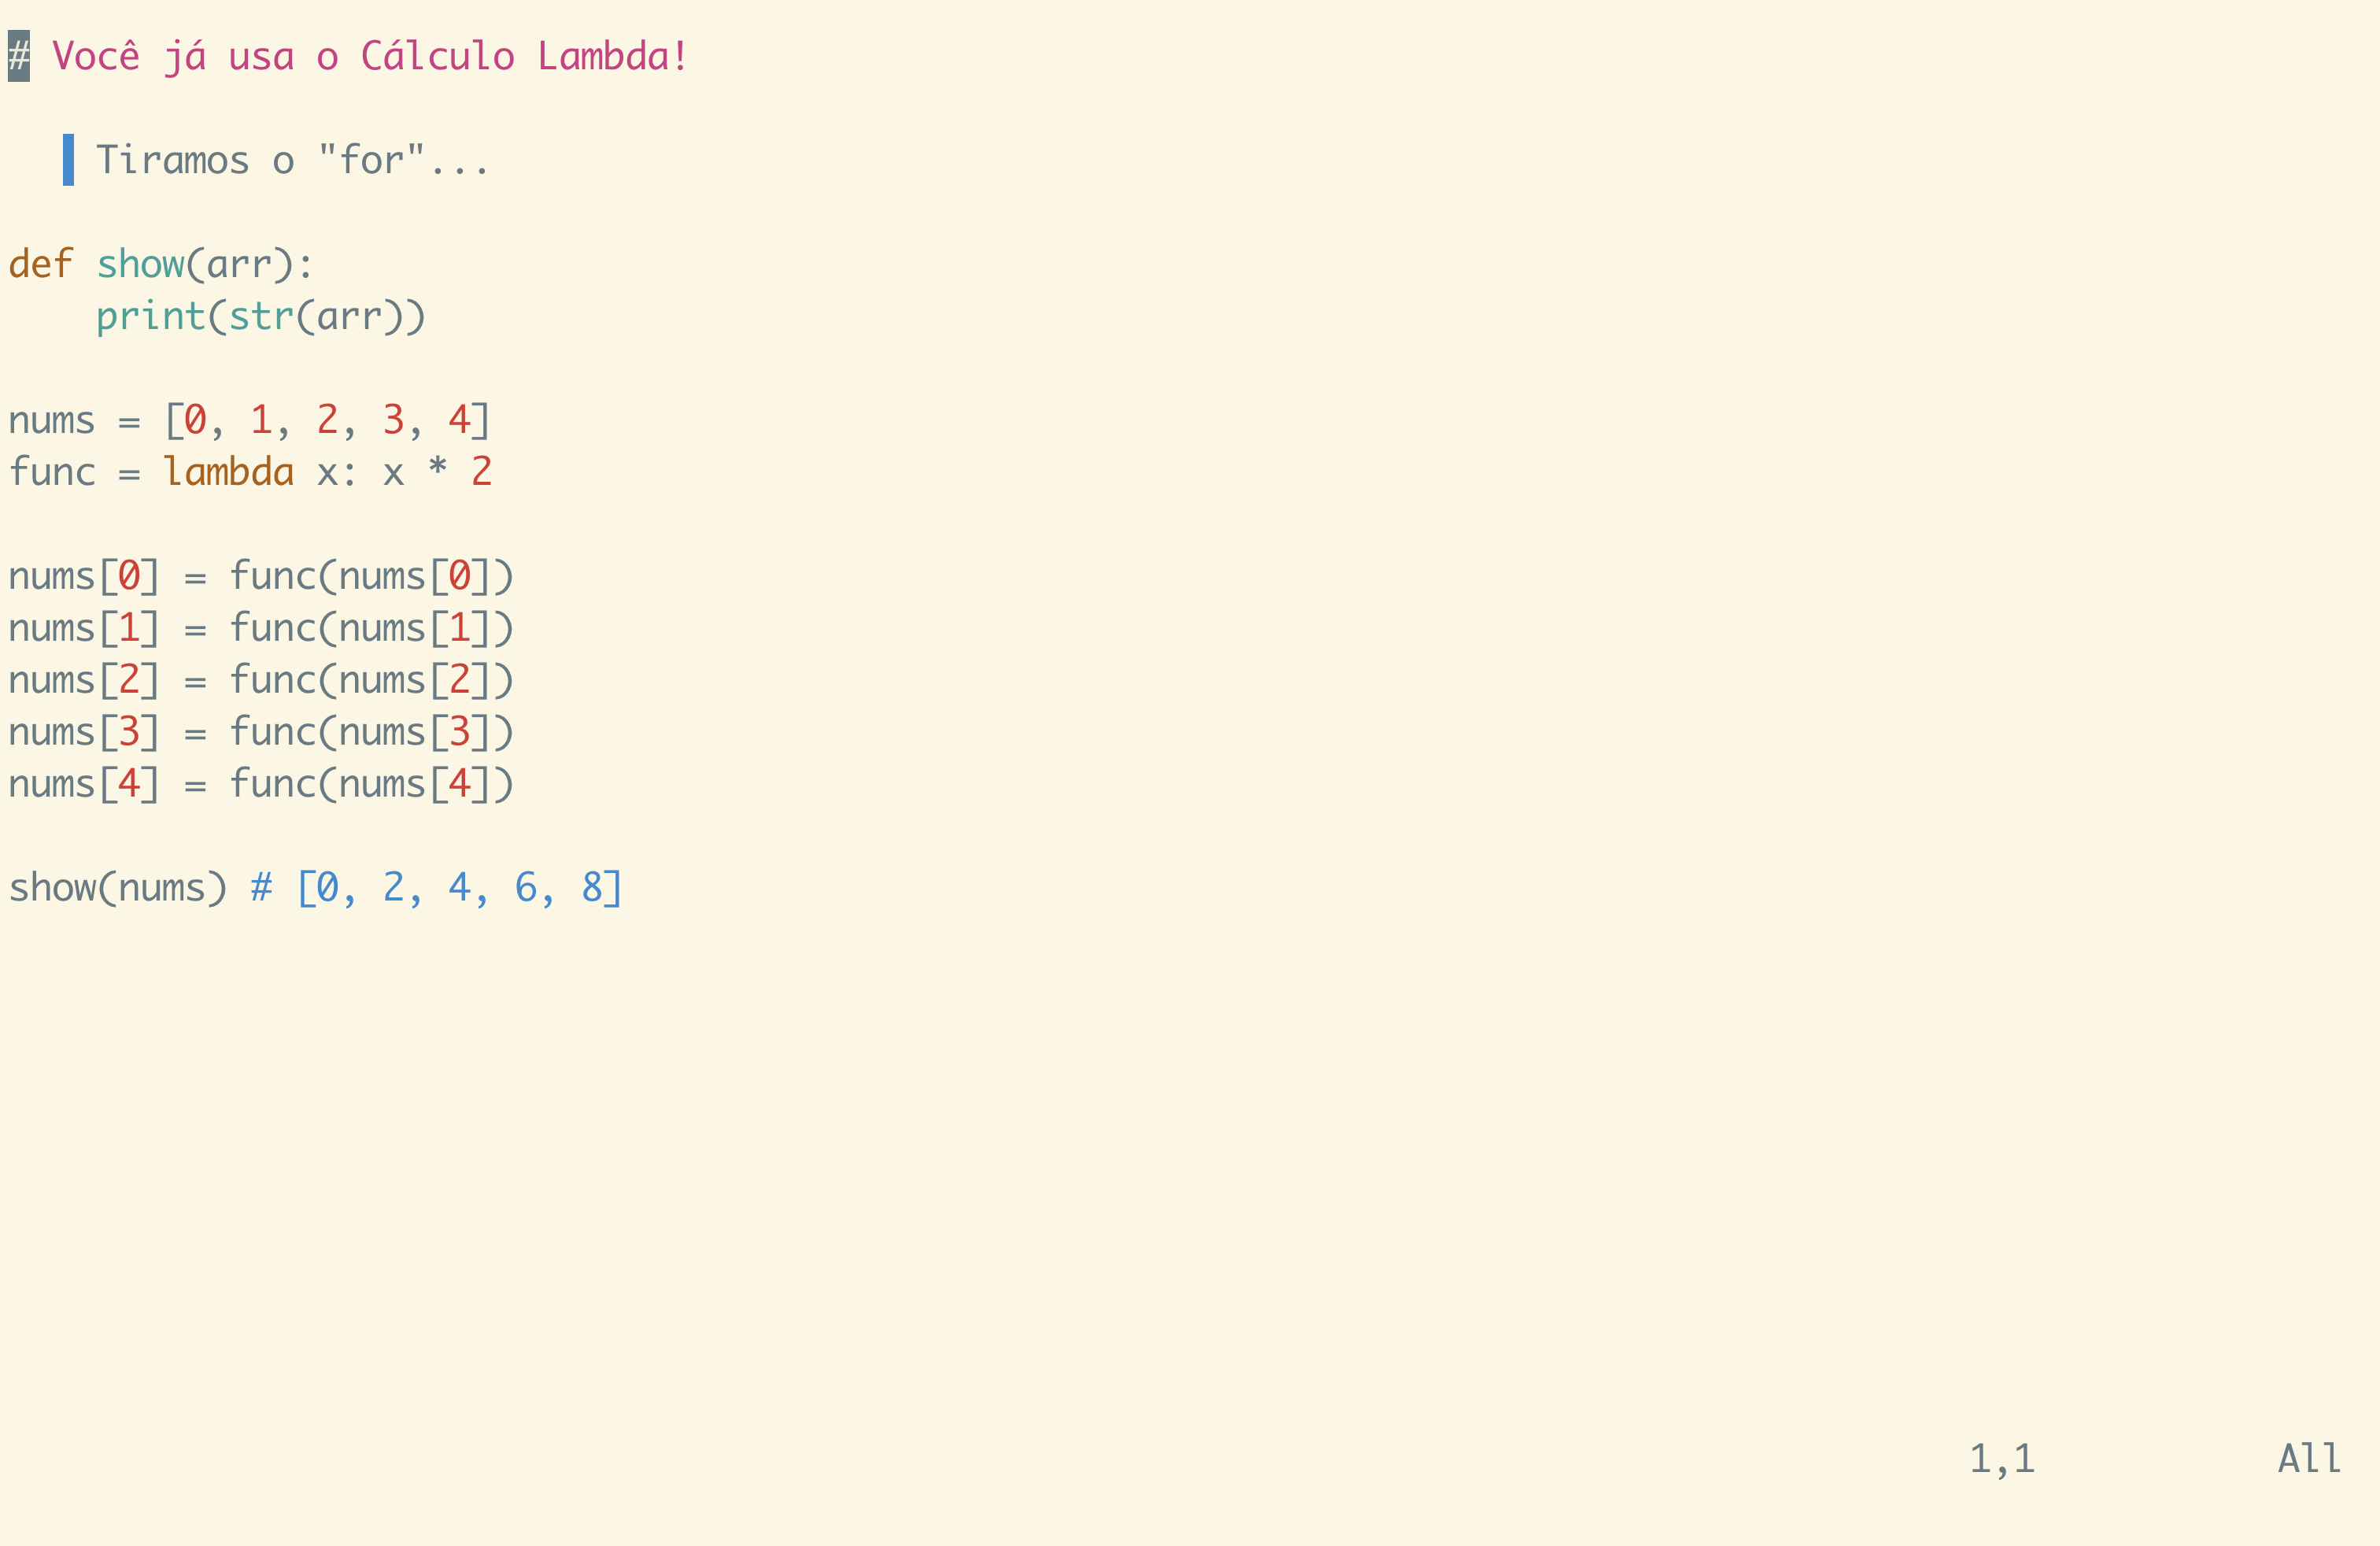 # Você já usa o Cálculo Lambda!
Tiramos o "for"...
def show(arr):
    print(str(arr))
nums = [0, 1, 2, 3, 4]
func = lambda x: x * 2
nums[0] = func(nums[0])
nums[1] = func(nums[1])
nums[2] = func(nums[2])
nums[3] = func(nums[3])
nums[4] = func(nums[4])
show(nums) # [0, 2, 4, 6, 8]
1,1 All